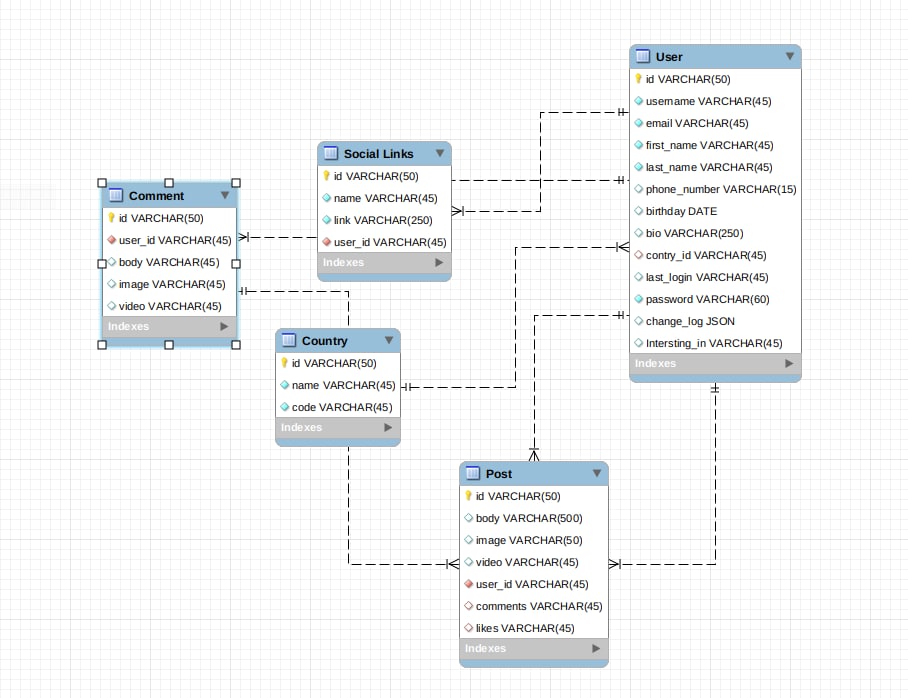 User
id VARCHAR(50)
username VARCHAR(45)
email VARCHAR(45)
first_name VARCHAR(45)
last_name VARCHAR(45)
phone_number VARCHAR(15)
birthday DATE
bio VARCHAR(250)
contry_id VARCHAR(45)
last_login VARCHAR(45)
password VARCHAR(60)
change_log JSON
Intersting_in VARCHAR(45)
Indexes
Social Links
id VARCHAR(50)
name VARCHAR(45)
link VARCHAR(250)
user_id VARCHAR(45)
Indexes
Comment
id VARCHAR(50)
user_id VARCHAR(45)
body VARCHAR(45)
image VARCHAR(45)
video VARCHAR(45)
Indexes
Country
id VARCHAR(50)
name VARCHAR(45)
code VARCHAR(45)
Indexes
Post
id VARCHAR(50)
body VARCHAR(500)
image VARCHAR(50)
video VARCHAR(45)
user_id VARCHAR(45)
comments VARCHAR(45)
likes VARCHAR(45)
Indexes